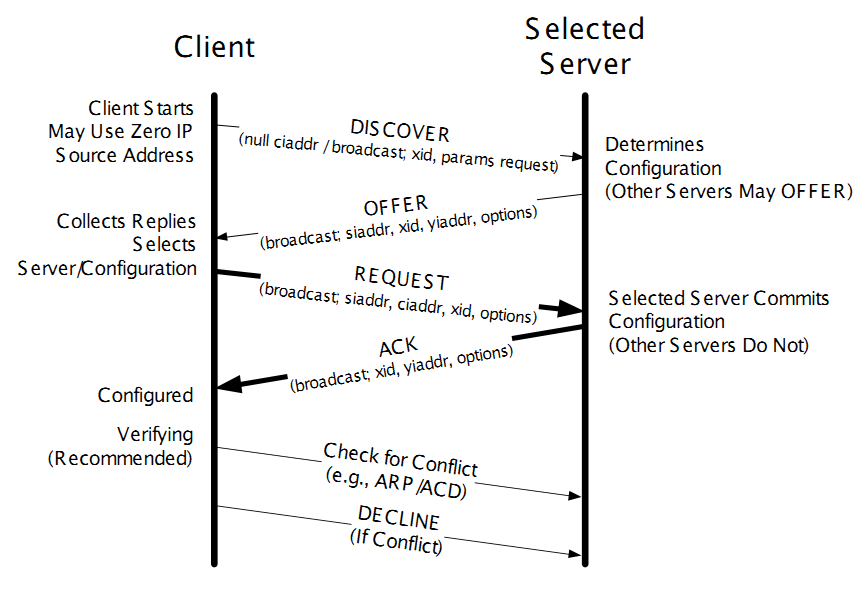 Client
Selected
Server
Client Starts
May Use Zero IP
Source Address
DISCOVER
(null ciaddr / broadcast; xid, params request)
Determines
Configuration
(Other Servers May OFFER)
OFFER
(broadcast; siaddr, xid, yiaddr, options)
Collects Replies
Selects
Server/Configuration
REQUEST
(broadcast; siaddr, ciaddr, xid, options)
Selected Server Commits
Configuration
(Other Servers Do Not)
ACK
(broadcast; xid, yiaddr, options)
Configured
Verifying
(Recommended)
Check for Conflict
(e.g., ARP/ACD)
DECLINE
(If Conflict)